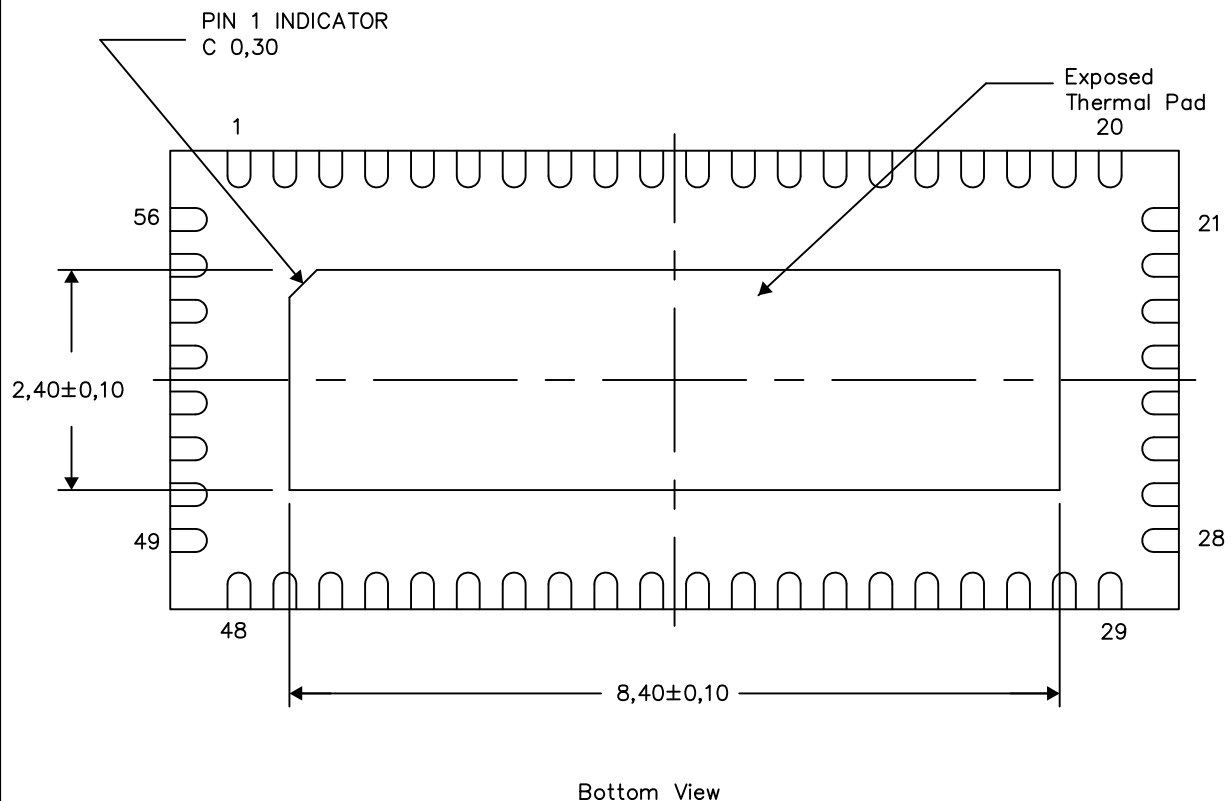 PIN 1 INDICATOR
C 0,30
Exposed
Thermal Pad
1
20
56
21
2,40±0,10
49
28
48
29
8,40±0,10
Bottom View